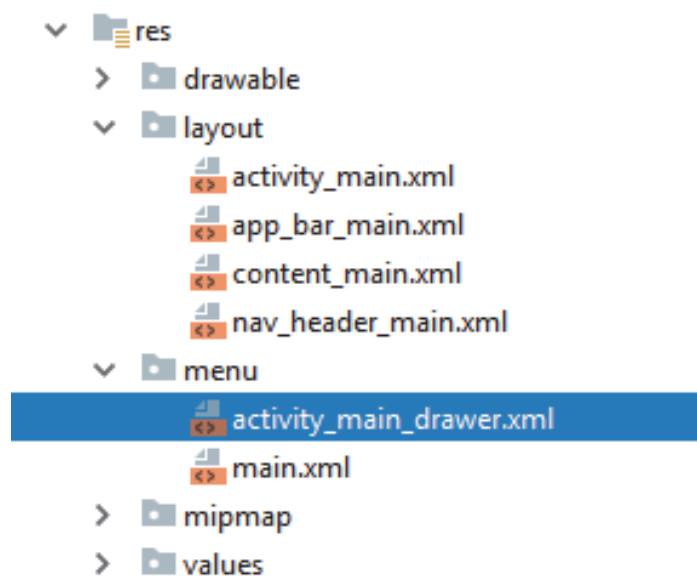 res
drawable
layout
activity_main.xml
app_bar_main.xml
content_main.xml
nav_header_main.xml
menu
activity_main_drawer.xml
main.xml
mipmap
values